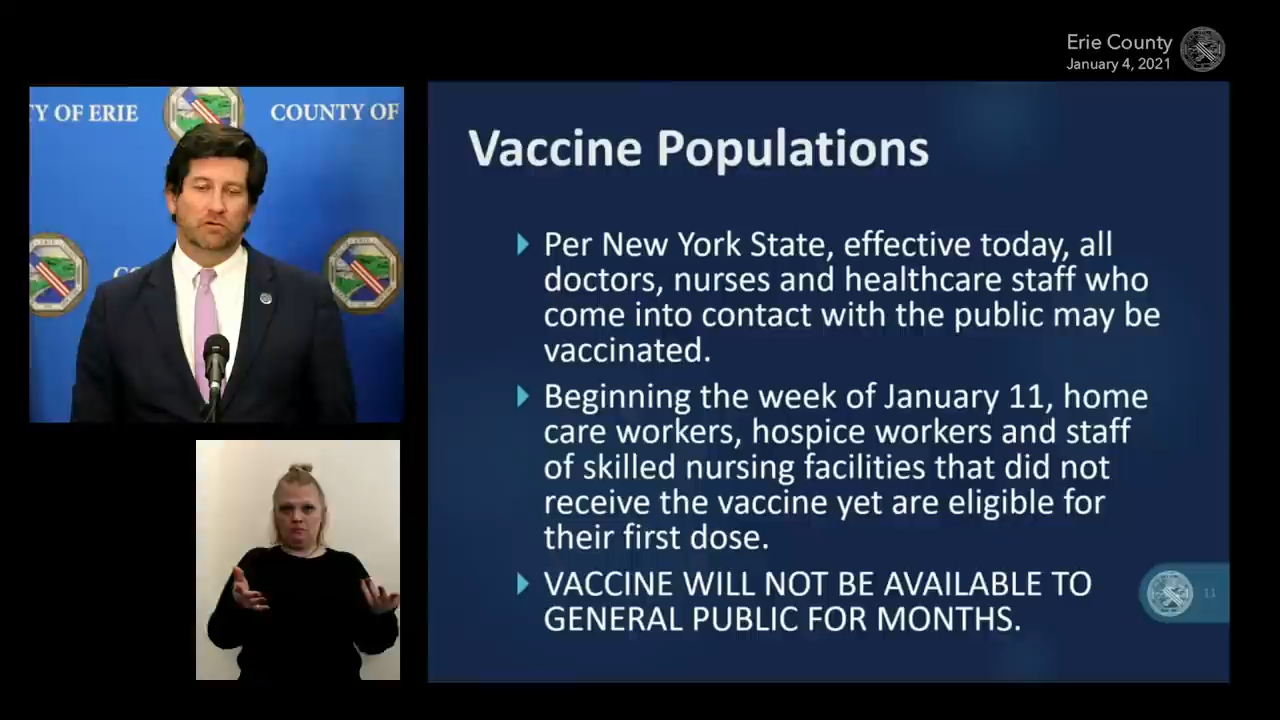 Erie County
January 4, 2021
TY OF ERIE
COUNTY OF
CO
Vaccine Populations
Per New York State, effective today, all
doctors, nurses and healthcare staff who
come into contact with the public may be
vaccinated.
Beginning the week of January 11, home
care workers, hospice workers and staff
of skilled nursing facilities that did not
receive the vaccine yet are eligible for
their first dose.
VACCINE WILL NOT BE AVAILABLE TO
GENERAL PUBLIC FOR MONTHS.
11